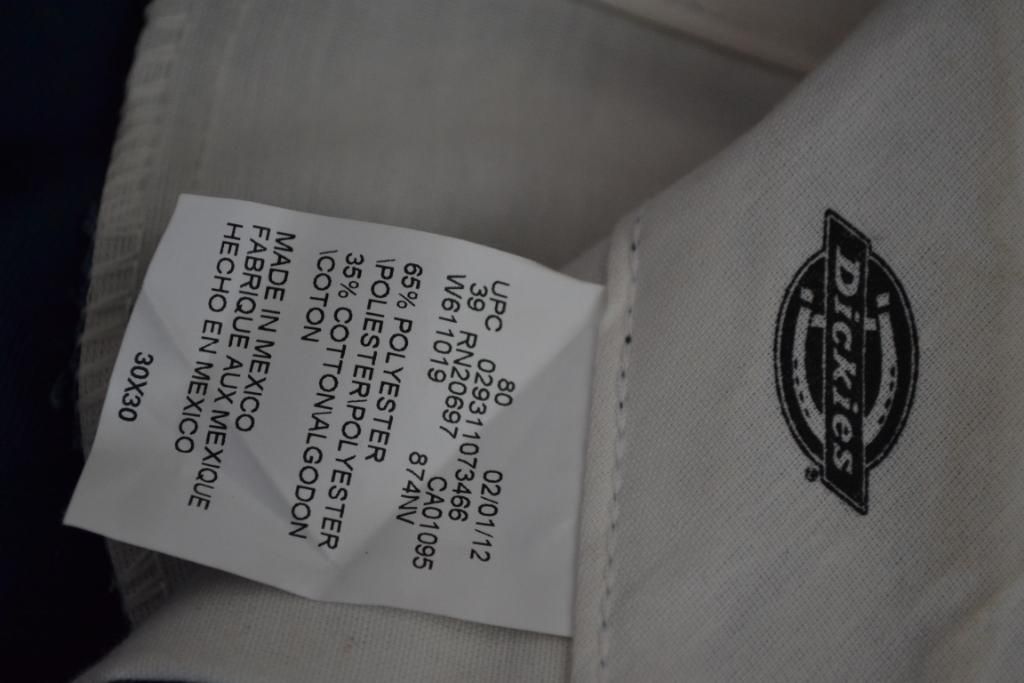 80 02/01/12
UPC 029311073466
39 RN20697 CA01095
W611019 874NV
65% POLYESTER
\POLIESTER\POLYESTER
35% COTTON\ALGODON
\COTON
MADE IN MEXICO
FABRIQUE AUX MEXIQUE
HECHO EN MEXICO
30X30
Dickies®